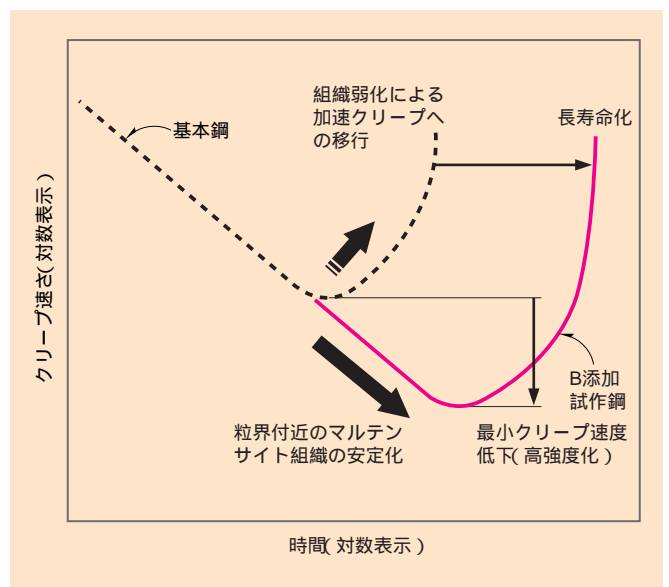 組織弱化による
加速クリープへ
の移行
長寿命化
基本鋼
クリープ速さ(対数表示)
B添加
試作鋼
粒界付近のマルテン
サイト組織の安定化
最小クリープ速度
低下(高強度化)
時間(対数表示)